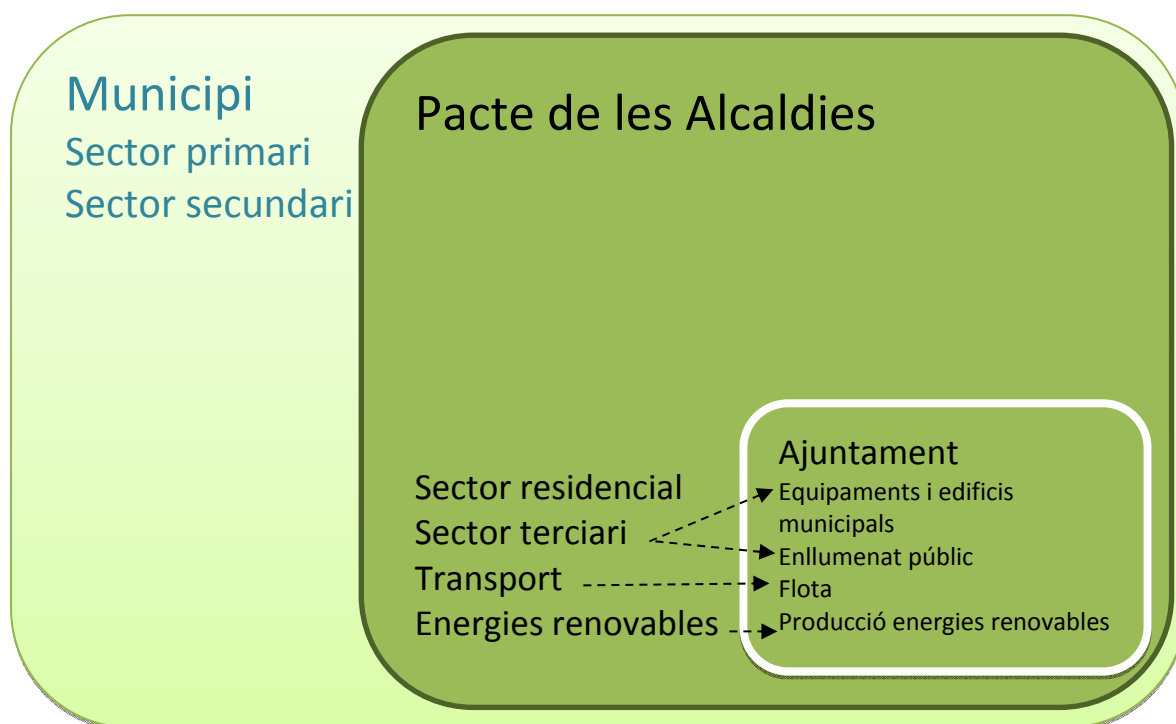 Municipi
Sector primari
Sector secundari
Pacte de les Alcaldies
Sector residencial
Sector terciari
Transport
Energies renovables
Ajuntament
Equipaments i edificis
municipals
Enllumenat públic
Flota
Producció energies renovables